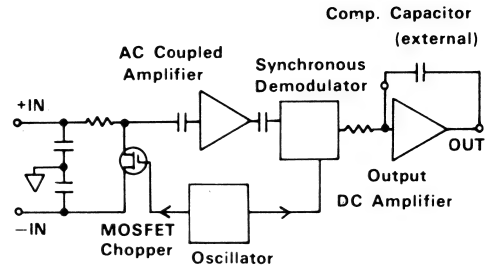 Comp. Capacitor
(external)
AC Coupled
Amplifier
Synchronous
Demodulator
+IN
OUT
Output
DC Amplifier
−IN
MOSFET
Chopper
Oscillator